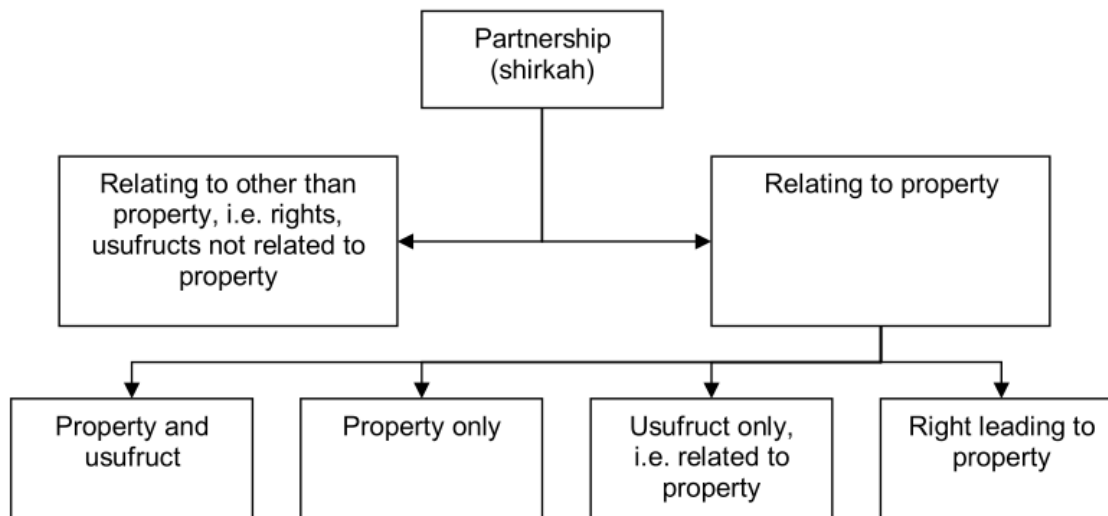 Partnership
(shirkah)
Relating to other than
property, i.e. rights,
usufructs not related to
property
Relating to property
Property and
usufruct
Property only
Usufruct only,
i.e. related to
property
Right leading to
property